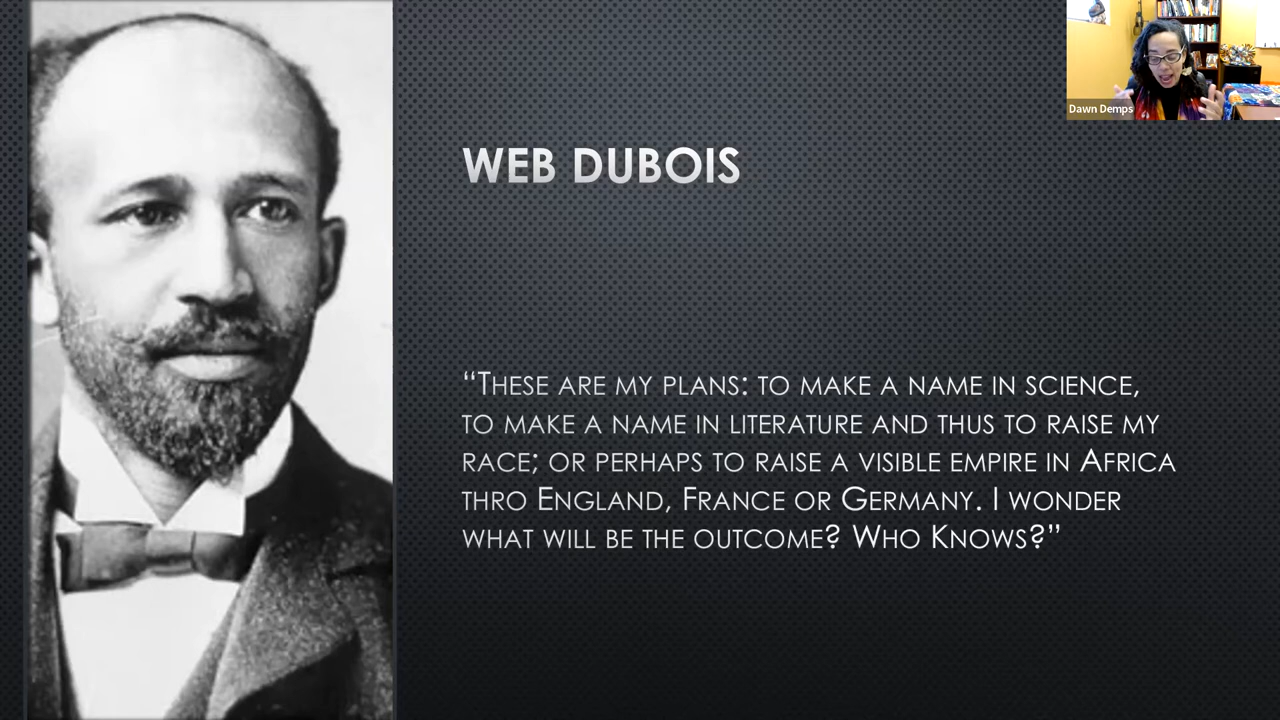 Dawn Demps
WEB DUBOIS
“THESE ARE MY PLANS: TO MAKE A NAME IN SCIENCE,
TO MAKE A NAME IN LITERATURE AND THUS TO RAISE MY
RACE; OR PERHAPS TO RAISE A VISIBLE EMPIRE IN AFRICA
THRO ENGLAND, FRANCE OR GERMANY. I WONDER
WHAT WILL BE THE OUTCOME? WHO KNOWS?”